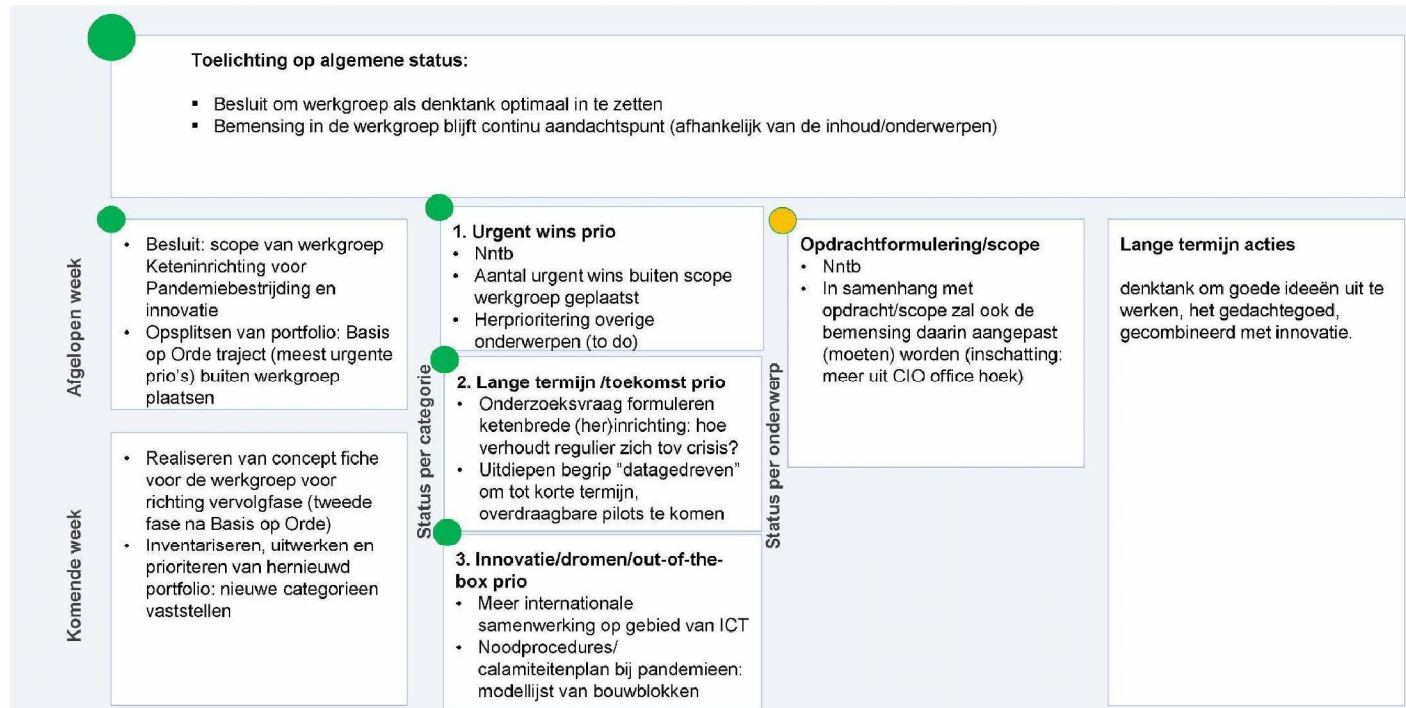 Toelichting op algemene status:
▪ Besluit om werkgroep als denktank optimaal in te zetten
▪ Bemensing in de werkgroep blijft continu aandachtspunt (afhankelijk van de inhoud/onderwerpen)
Afgelopen week
• Besluit: scope van werkgroep
Keteninrichting voor
Pandemiebestrijding en
innovatie
• Opsplitsen van portfolio: Basis
op Orde traject (meest urgente
prio's) buiten werkgroep
plaatsen
Komende week
• Realiseren van concept fiche
voor de werkgroep voor
richting vervolgfase (tweede
fase na Basis op Orde)
• Inventariseren, uitwerken en
prioriteren van hernieuwd
portfolio: nieuwe categorieen
vaststellen
Status per categorie
1. Urgent wins prio
• Nntb
• Aantal urgent wins buiten scope
werkgroep geplaatst
• Herprioritering overige
onderwerpen (to do)
2. Lange termijn /toekomst prio
• Onderzoeksvraag formuleren
ketenbrede (her)inrichting: hoe
verhoudt regulier zich tov crisis?
• Uitdiepen begrip “datagedreven”
om tot korte termijn,
overdraagbare pilots te komen
3. Innovatie/dromen/out-of-the-
box prio
• Meer internationale
samenwerking op gebied van ICT
• Noodprocedures/
calamiteitenplan bij pandemieen:
modellijst van bouwblokken
Status per onderwerp
Opdrachtformulering/scope
• Nntb
• In samenhang met
opdracht/scope zal ook de
bemensing daarin aangepast
(moeten) worden (inschatting:
meer uit CIO office hoek)
Lange termijn acties
denktank om goede ideeën uit te
werken, het gedachtegoed,
gecombineerd met innovatie.